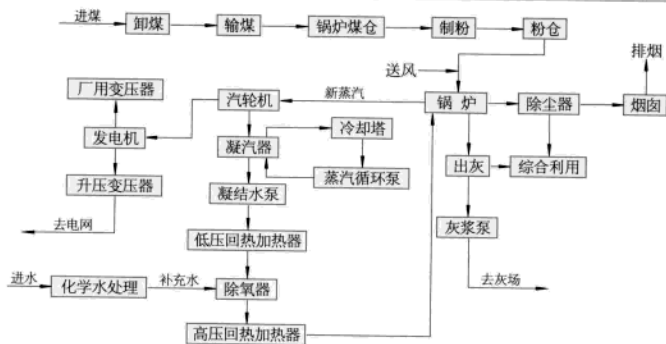 进煤
卸煤
输煤
锅炉煤仓
制粉
粉仓
排烟
送风
厂用变压器
汽轮机
新蒸汽
锅 炉
除尘器
烟囱
发电机
冷却塔
凝汽器
出灰
综合利用
升压变压器
蒸汽循环泵
凝结水泵
去电网
灰浆泵
低压回热加热器
进水
化学水处理
补充水
除氧器
去灰场
高压回热加热器